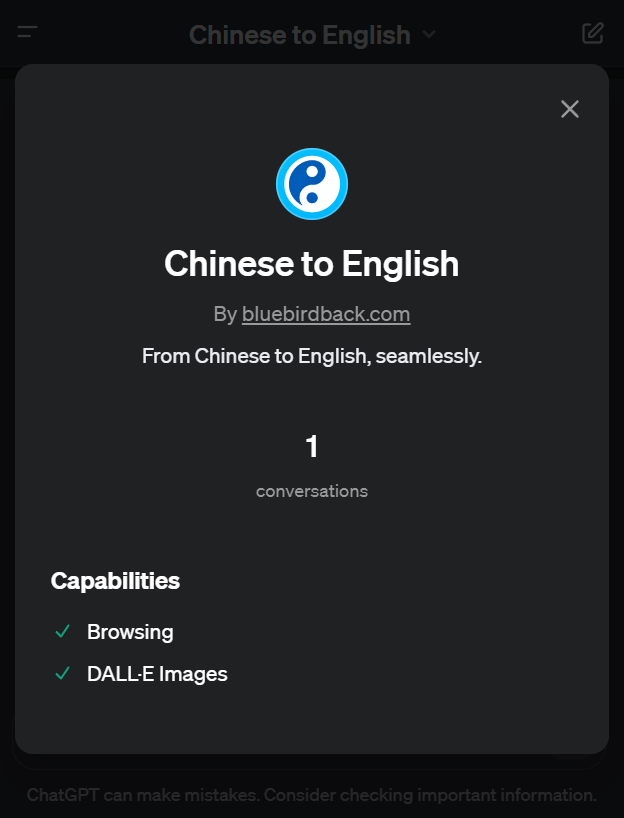 Chinese to English
Chinese to English
By bluebirdback.com
From Chinese to English, seamlessly.
1
conversations
Capabilities
Browsing
DALL·E Images
ChatGPT can make mistakes. Consider checking important information.